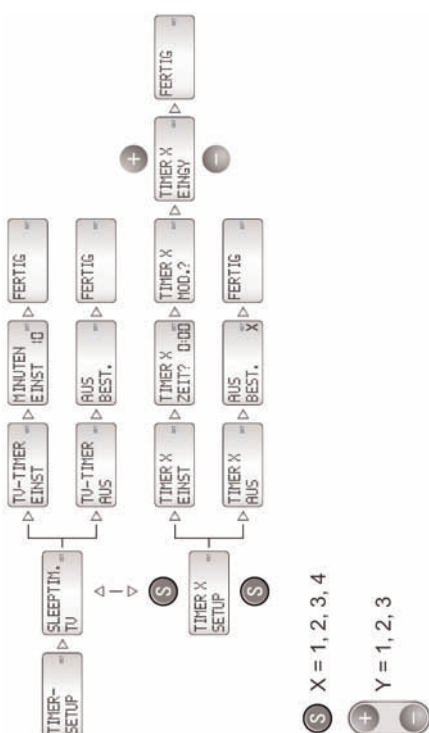 TIMER-
SETUP
SLEEPTIM.
TV
TV-TIMER
EINST
MINUTEN
EINST 10
FERTIG
TV-TIMER
AUS
AUS
BEST.
FERTIG
S
TIMER X
SETUP
S
TIMER X
EINST
TIMER X
ZEIT? 0:00
TIMER X
MOD.?
+
TIMER X
EINGY
−
FERTIG
TIMER X
AUS
AUS
BEST. X
FERTIG
S X = 1, 2, 3, 4
+
− Y = 1, 2, 3